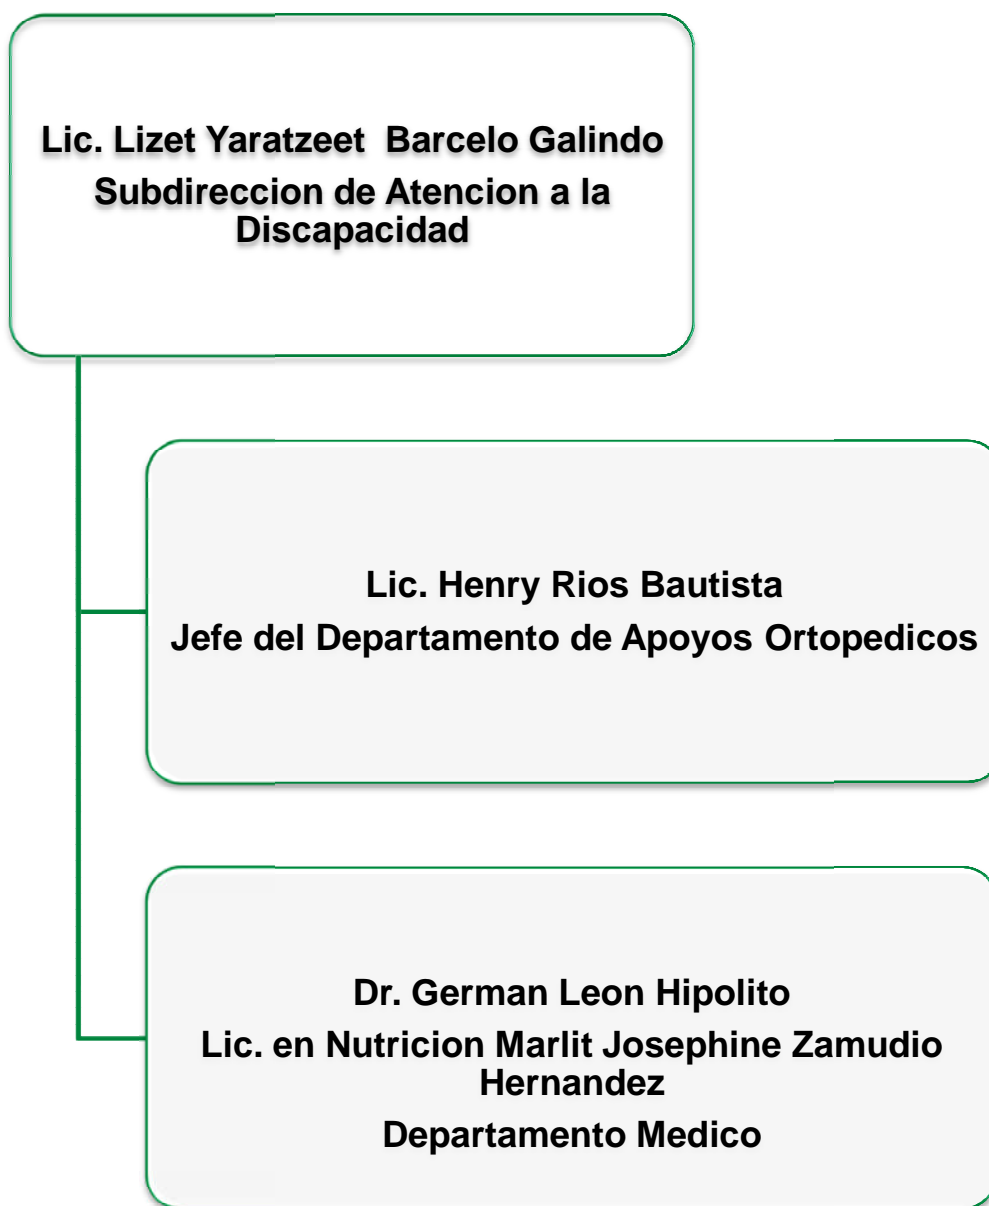 Lic. Lizet Yaratzeet  Barcelo Galindo
Subdireccion de Atencion a la
Discapacidad
Lic. Henry Rios Bautista
Jefe del Departamento de Apoyos Ortopedicos
Dr. German Leon Hipolito
Lic. en Nutricion Marlit Josephine Zamudio
Hernandez
Departamento Medico